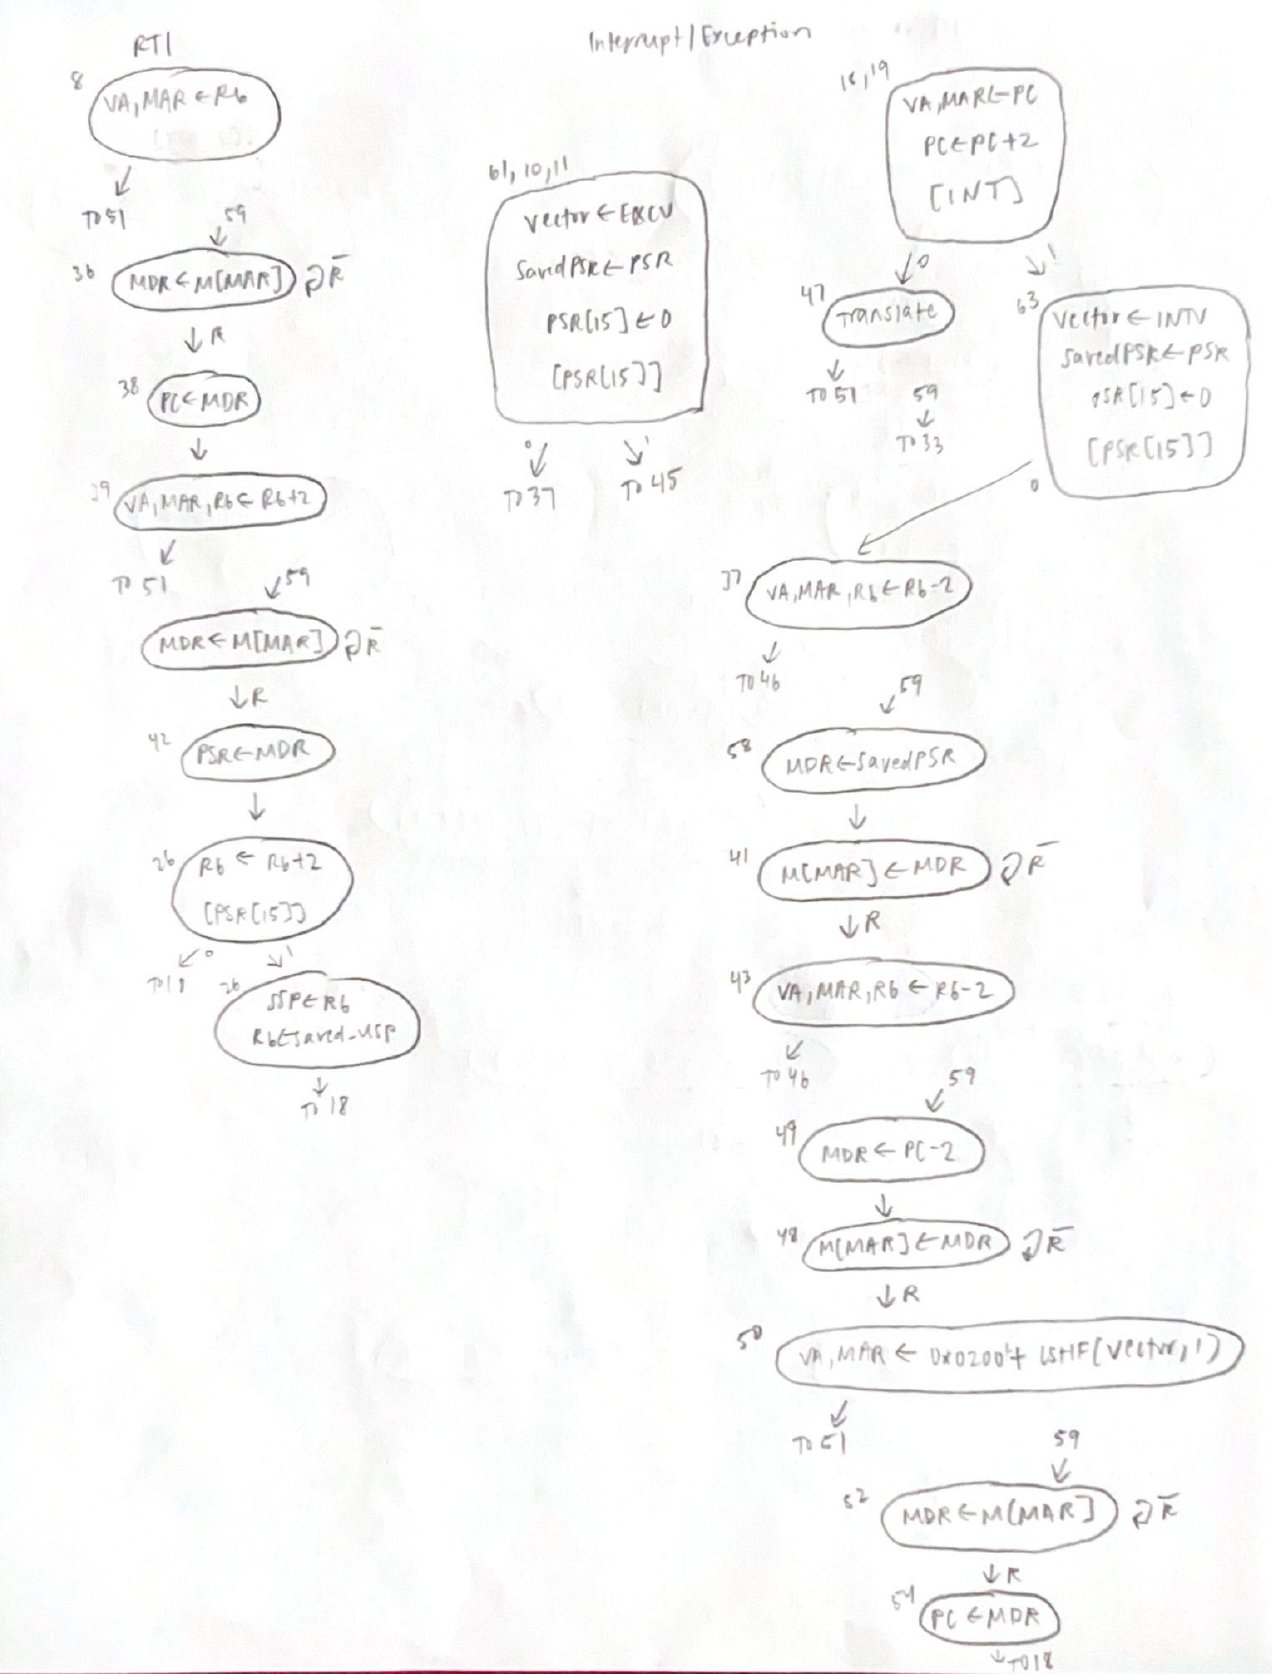 RTI
8
VA, MAR ← R6
TO 51
59
36
MDR ← M[MAR]
R̅
R
38
PC ← MDR
39
VA, MAR, R6 ← R6+2
TO 51
59
MDR ← M[MAR]
R̅
R
42
PSR ← MDR
26
R6 ← R6+2
[PSR[15]]
0
1
TO 18
26
SSP ← R6
R6 ← saved_USP
TO 18
Interrupt/Exception
61, 10, 11
Vector ← EXCV
SavedPSR ← PSR
PSR[15] ← 0
[PSR[15]]
0
1
TO 37
TO 45
18, 19
VA, MAR ← PC
PC ← PC+2
[INT]
0
1
47
Translate
TO 51
59
TO 33
63
Vector ← INTV
SavedPSR ← PSR
PSR[15] ← 0
[PSR[15]]
0
37
VA, MAR, R6 ← R6-2
TO 46
59
58
MDR ← SavedPSR
41
M[MAR] ← MDR
R̅
R
43
VA, MAR, R6 ← R6-2
TO 46
59
49
MDR ← PC-2
48
M[MAR] ← MDR
R̅
R
50
VA, MAR ← 0x0200+ LSHF(Vector, 1)
TO 51
59
52
MDR ← M[MAR]
R̅
R
54
PC ← MDR
TO 18